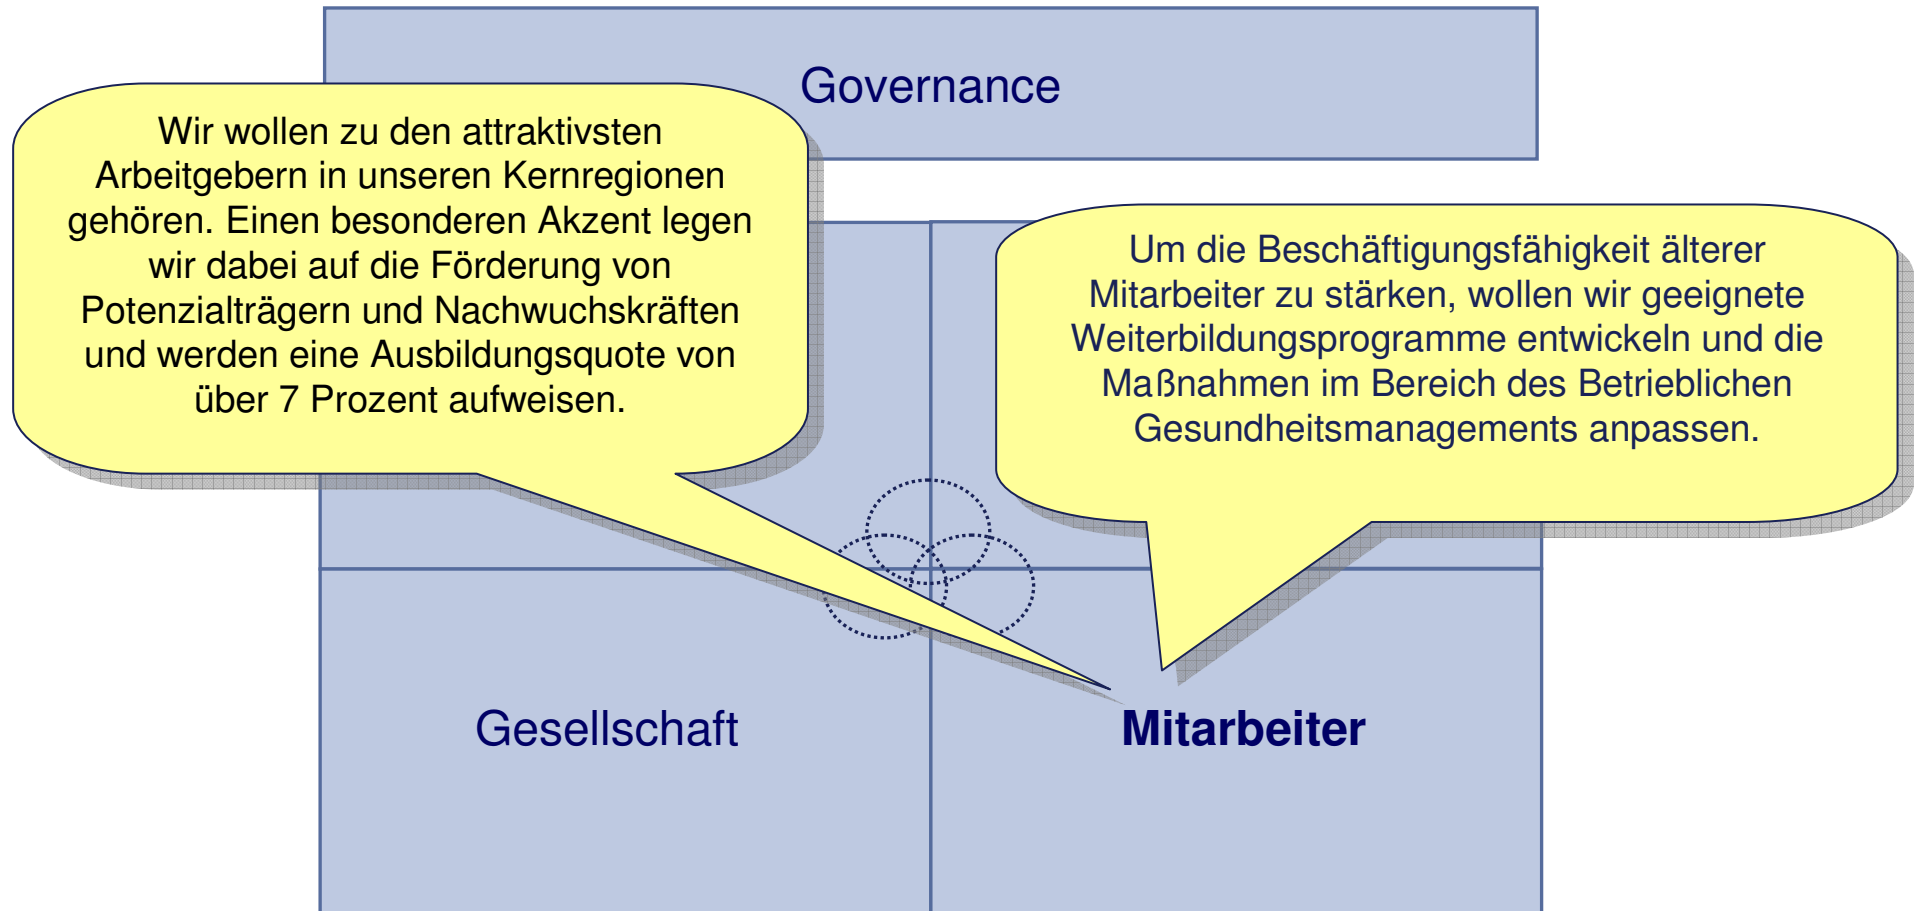 Governance
Wir wollen zu den attraktivsten
Arbeitgebern in unseren Kernregionen
gehören. Einen besonderen Akzent legen
wir dabei auf die Förderung von
Potenzialträgern und Nachwuchskräften
und werden eine Ausbildungsquote von
über 7 Prozent aufweisen.
Um die Beschäftigungsfähigkeit älterer
Mitarbeiter zu stärken, wollen wir geeignete
Weiterbildungsprogramme entwickeln und die
Maßnahmen im Bereich des Betrieblichen
Gesundheitsmanagements anpassen.
Gesellschaft
Mitarbeiter